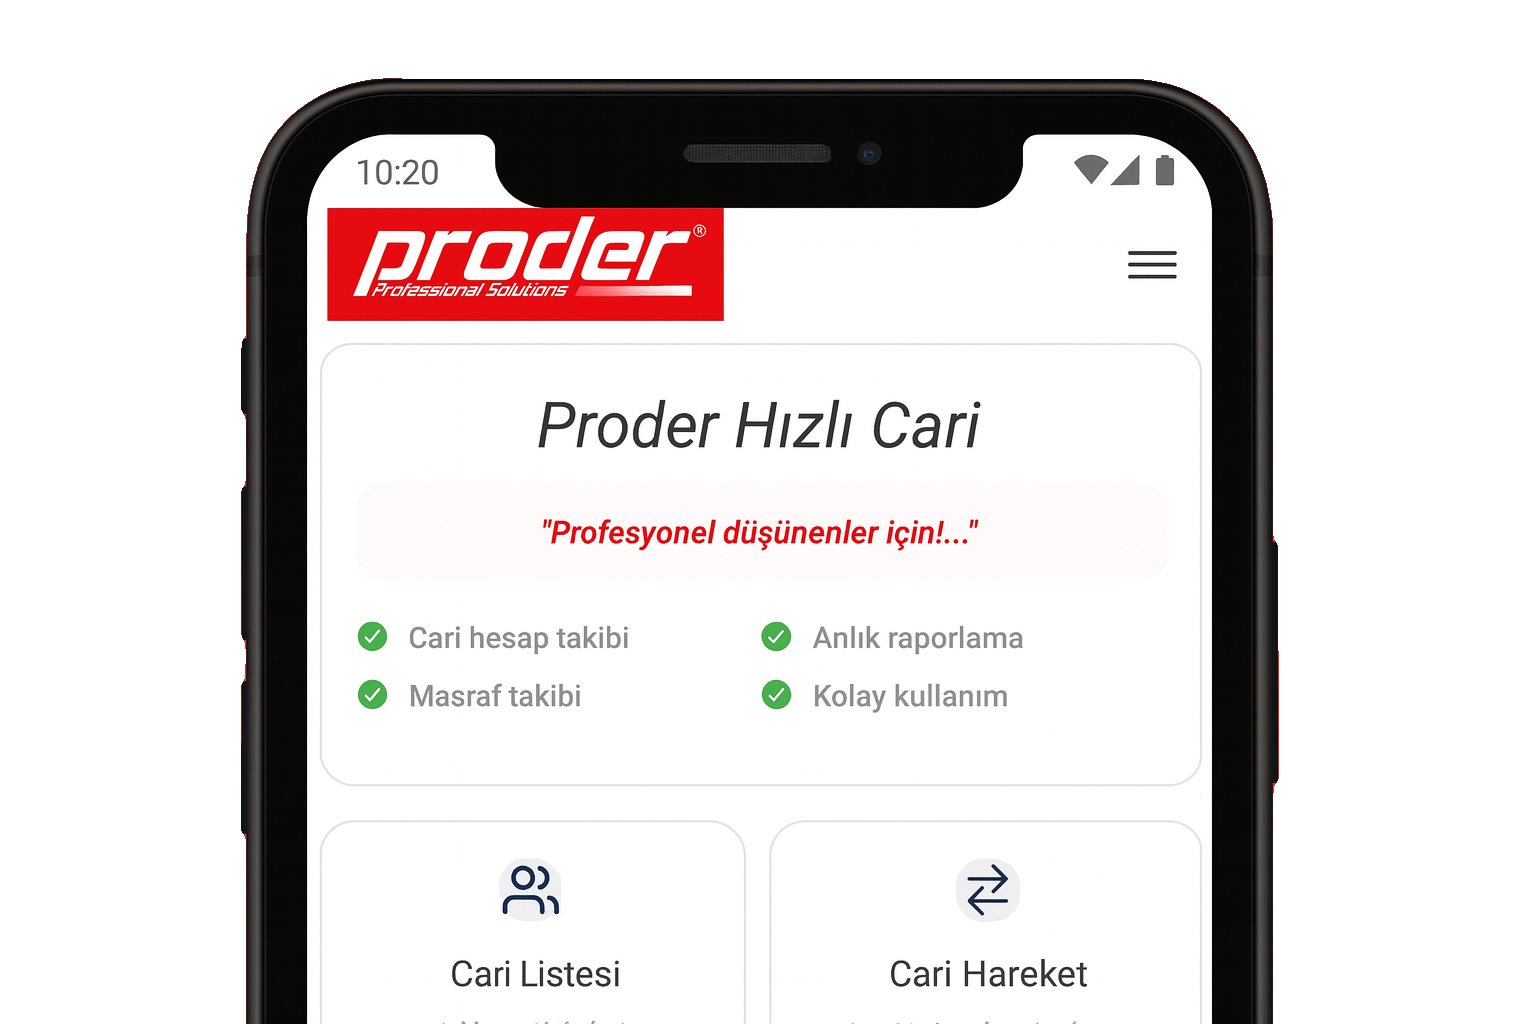 10:20
proder®
Professional Solutions
Proder Hızlı Cari
"Profesyonel düşünenler için!..."
Cari hesap takibi
Anlık raporlama
Masraf takibi
Kolay kullanım
Cari Listesi
Cari Hareket